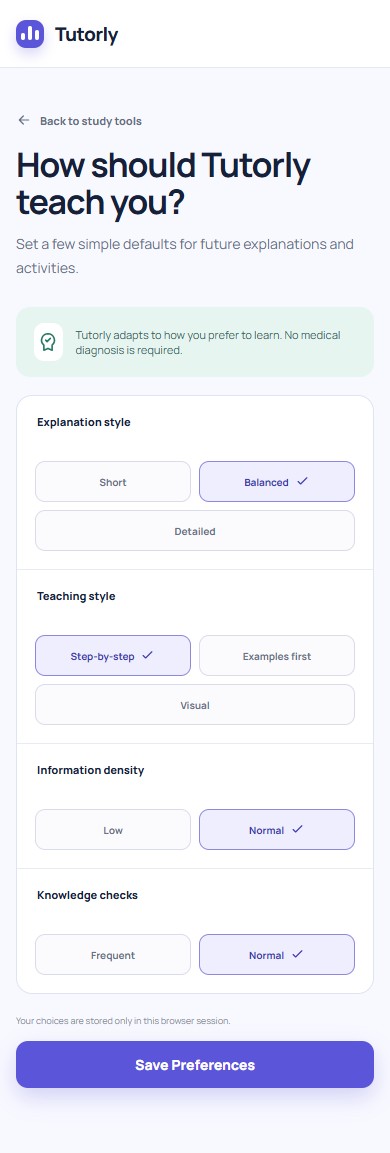 Tutorly
Back to study tools
How should Tutorly
teach you?
Set a few simple defaults for future explanations and
activities.
Tutorly adapts to how you prefer to learn. No medical
diagnosis is required.
Explanation style
Short
Balanced
Detailed
Teaching style
Step-by-step
Examples first
Visual
Information density
Low
Normal
Knowledge checks
Frequent
Normal
Your choices are stored only in this browser session.
Save Preferences